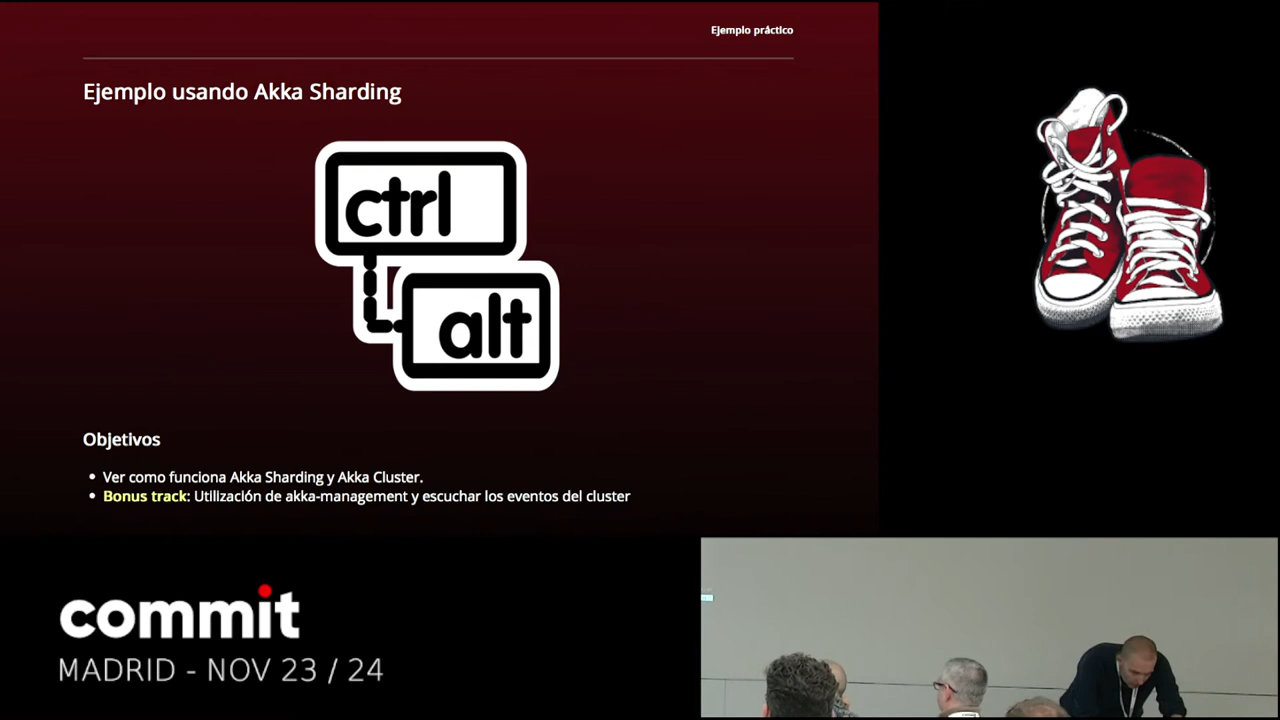 Ejemplo práctico
Ejemplo usando Akka Sharding
ctrl
alt
Objetivos
• Ver como funciona Akka Sharding y Akka Cluster.
• Bonus track: Utilización de akka-management y escuchar los eventos del cluster
commit
MADRID - NOV 23 / 24